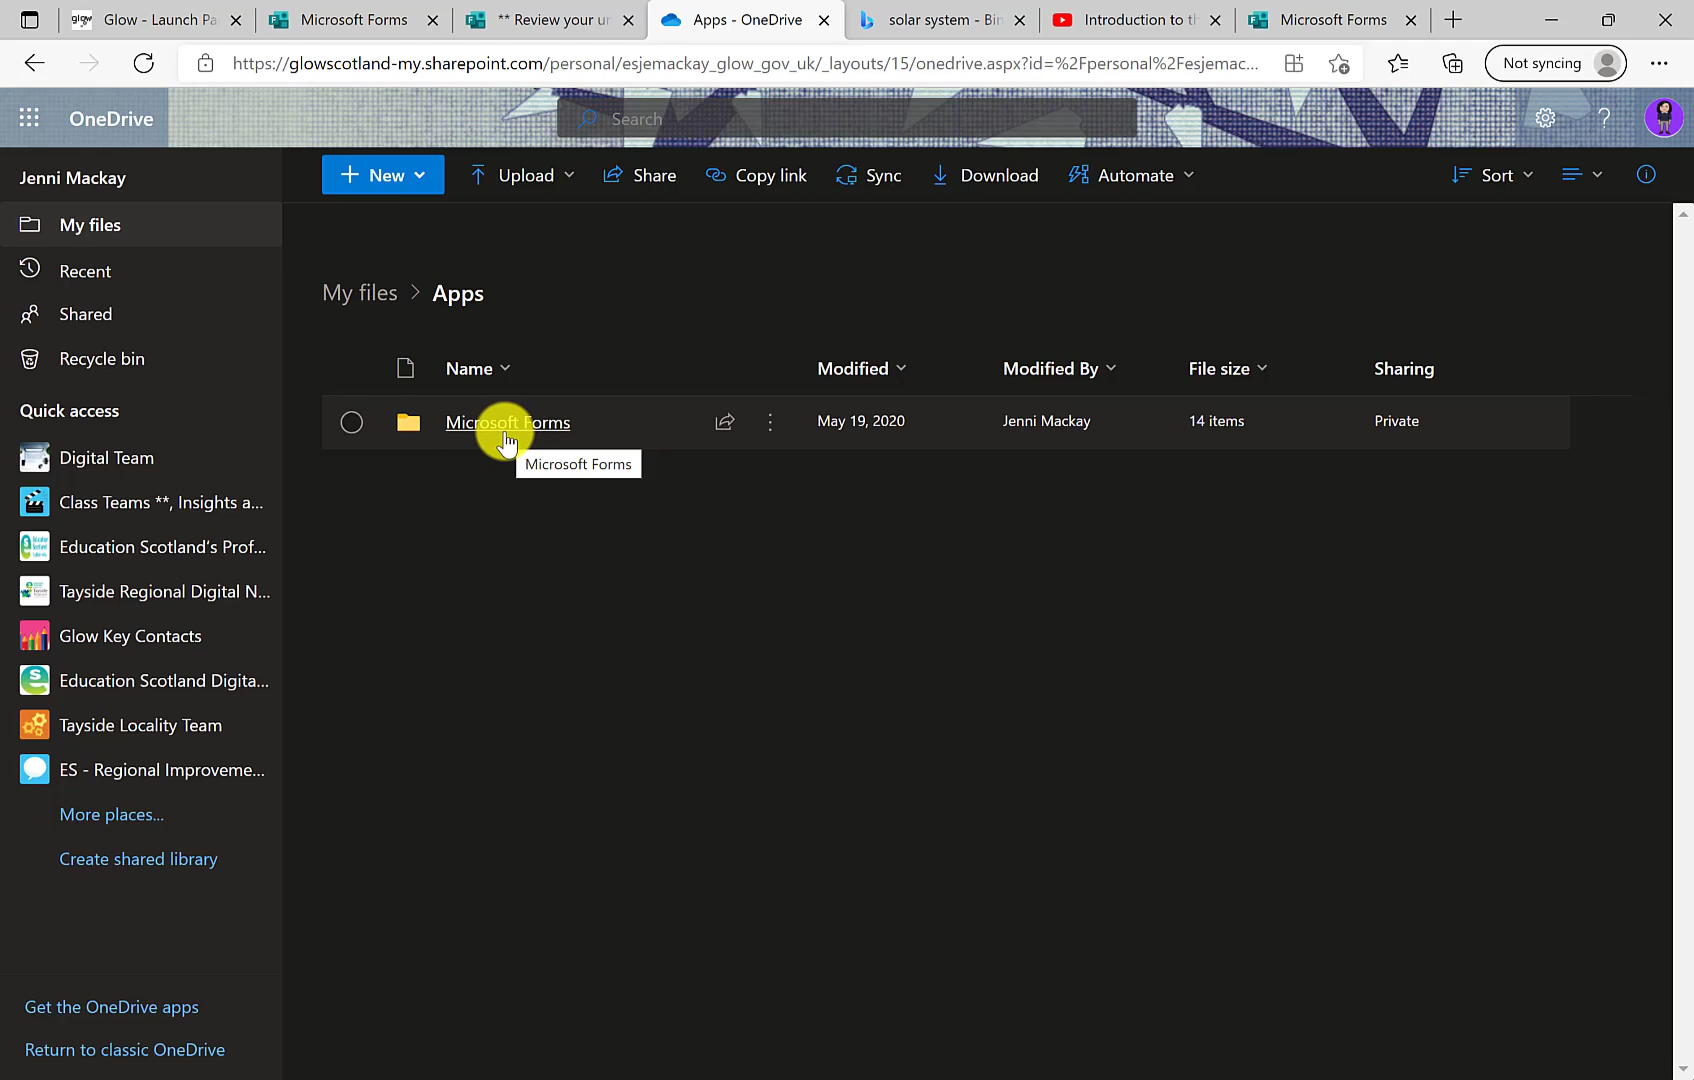 glow Glow - Launch Pa
Microsoft Forms
** Review your un
Apps - OneDrive
solar system - Bin
Introduction to th
Microsoft Forms
https://glowscotland-my.sharepoint.com/personal/esjemackay_glow_gov_uk/_layouts/15/onedrive.aspx?id=%2Fpersonal%2Fesjemac...
Not syncing
OneDrive
Search
Jenni Mackay
New
Upload
Share
Copy link
Sync
Download
Automate
Sort
My files
Recent
Shared
Recycle bin
Quick access
Digital Team
Class Teams **, Insights a...
Education Scotland's Prof...
Tayside Regional Digital N...
Glow Key Contacts
Education Scotland Digita...
Tayside Locality Team
ES - Regional Improveme...
More places...
Create shared library
Get the OneDrive apps
Return to classic OneDrive
My files > Apps
Name Modified Modified By File size Sharing
Microsoft Forms May 19, 2020 Jenni Mackay 14 items Private
Microsoft Forms